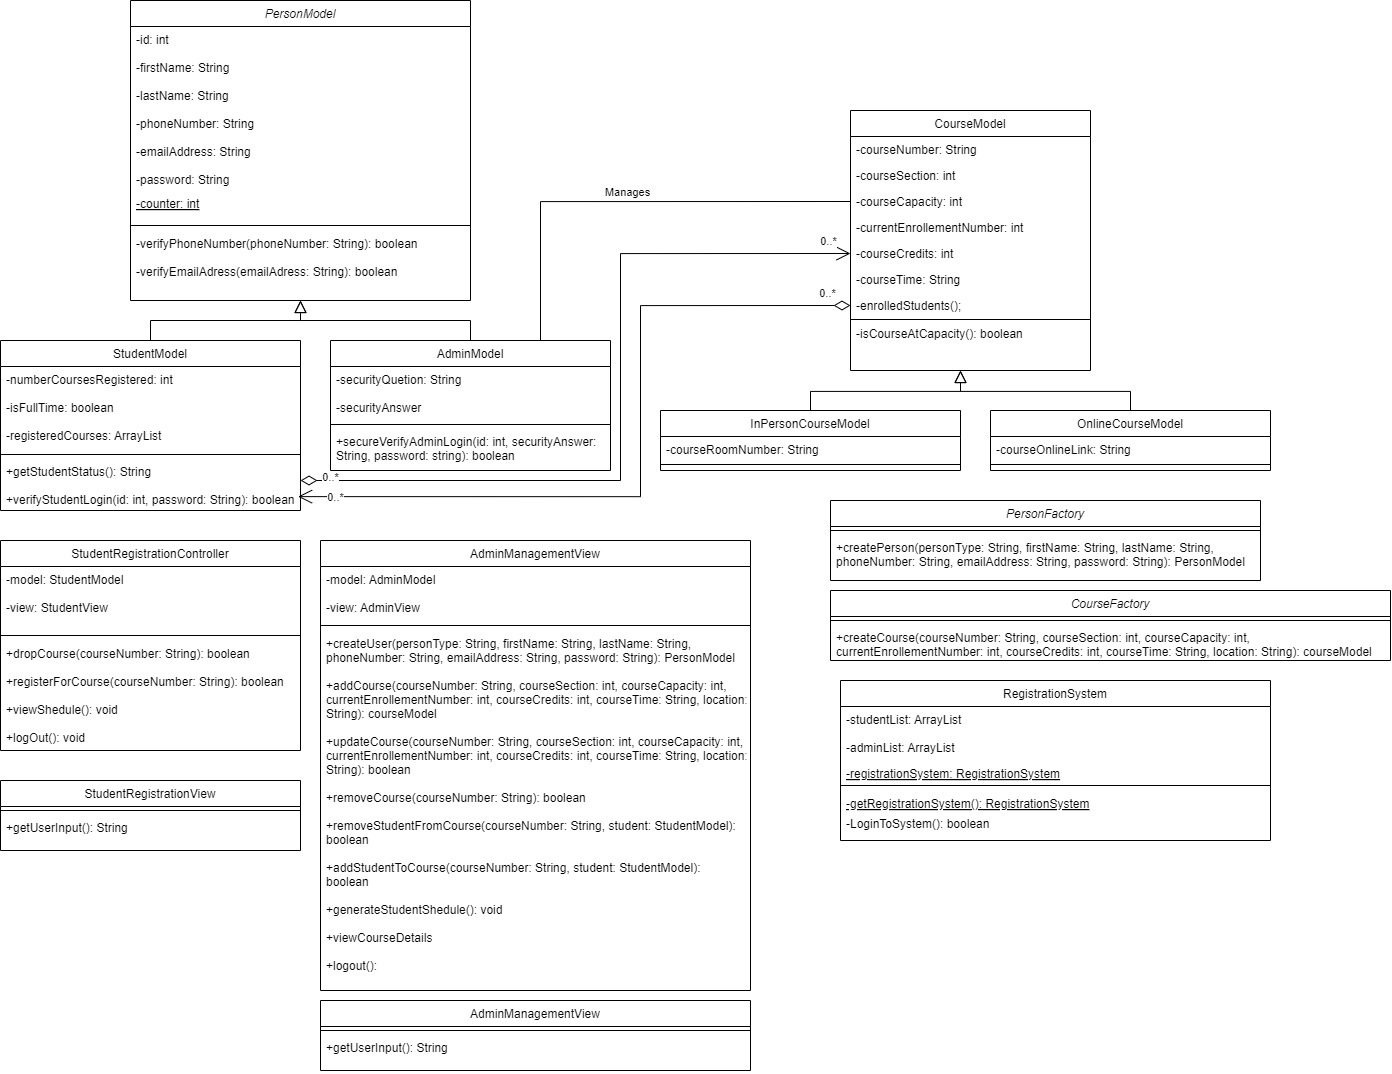 PersonModel
-id: int
-firstName: String
-lastName: String
-phoneNumber: String
-emailAddress: String
-password: String
-counter: int
-verifyPhoneNumber(phoneNumber: String): boolean
-verifyEmailAdress(emailAdress: String): boolean
Manages
CourseModel
-courseNumber: String
-courseSection: int
-courseCapacity: int
-currentEnrollementNumber: int
0..*
-courseCredits: int
-courseTime: String
0..*
-enrolledStudents();
-isCourseAtCapacity(): boolean
StudentModel
-numberCoursesRegistered: int
-isFullTime: boolean
-registeredCourses: ArrayList
+getStudentStatus(): String
+verifyStudentLogin(id: int, password: String): boolean
AdminModel
-securityQuetion: String
-securityAnswer
+secureVerifyAdminLogin(id: int, securityAnswer:
String, password: string): boolean
0..*
0..*
InPersonCourseModel
-courseRoomNumber: String
OnlineCourseModel
-courseOnlineLink: String
PersonFactory
+createPerson(personType: String, firstName: String, lastName: String,
phoneNumber: String, emailAddress: String, password: String): PersonModel
CourseFactory
+createCourse(courseNumber: String, courseSection: int, courseCapacity: int,
currentEnrollementNumber: int, courseCredits: int, courseTime: String, location: String): courseModel
StudentRegistrationController
-model: StudentModel
-view: StudentView
+dropCourse(courseNumber: String): boolean
+registerForCourse(courseNumber: String): boolean
+viewShedule(): void
+logOut(): void
StudentRegistrationView
+getUserInput(): String
AdminManagementView
-model: AdminModel
-view: AdminView
+createUser(personType: String, firstName: String, lastName: String,
phoneNumber: String, emailAddress: String, password: String): PersonModel
+addCourse(courseNumber: String, courseSection: int, courseCapacity: int,
currentEnrollementNumber: int, courseCredits: int, courseTime: String, location:
String): courseModel
+updateCourse(courseNumber: String, courseSection: int, courseCapacity: int,
currentEnrollementNumber: int, courseCredits: int, courseTime: String, location:
String): boolean
+removeCourse(courseNumber: String): boolean
+removeStudentFromCourse(courseNumber: String, student: StudentModel):
boolean
+addStudentToCourse(courseNumber: String, student: StudentModel):
boolean
+generateStudentShedule(): void
+viewCourseDetails
+logout():
AdminManagementView
+getUserInput(): String
RegistrationSystem
-studentList: ArrayList
-adminList: ArrayList
-registrationSystem: RegistrationSystem
-getRegistrationSystem(): RegistrationSystem
-LoginToSystem(): boolean